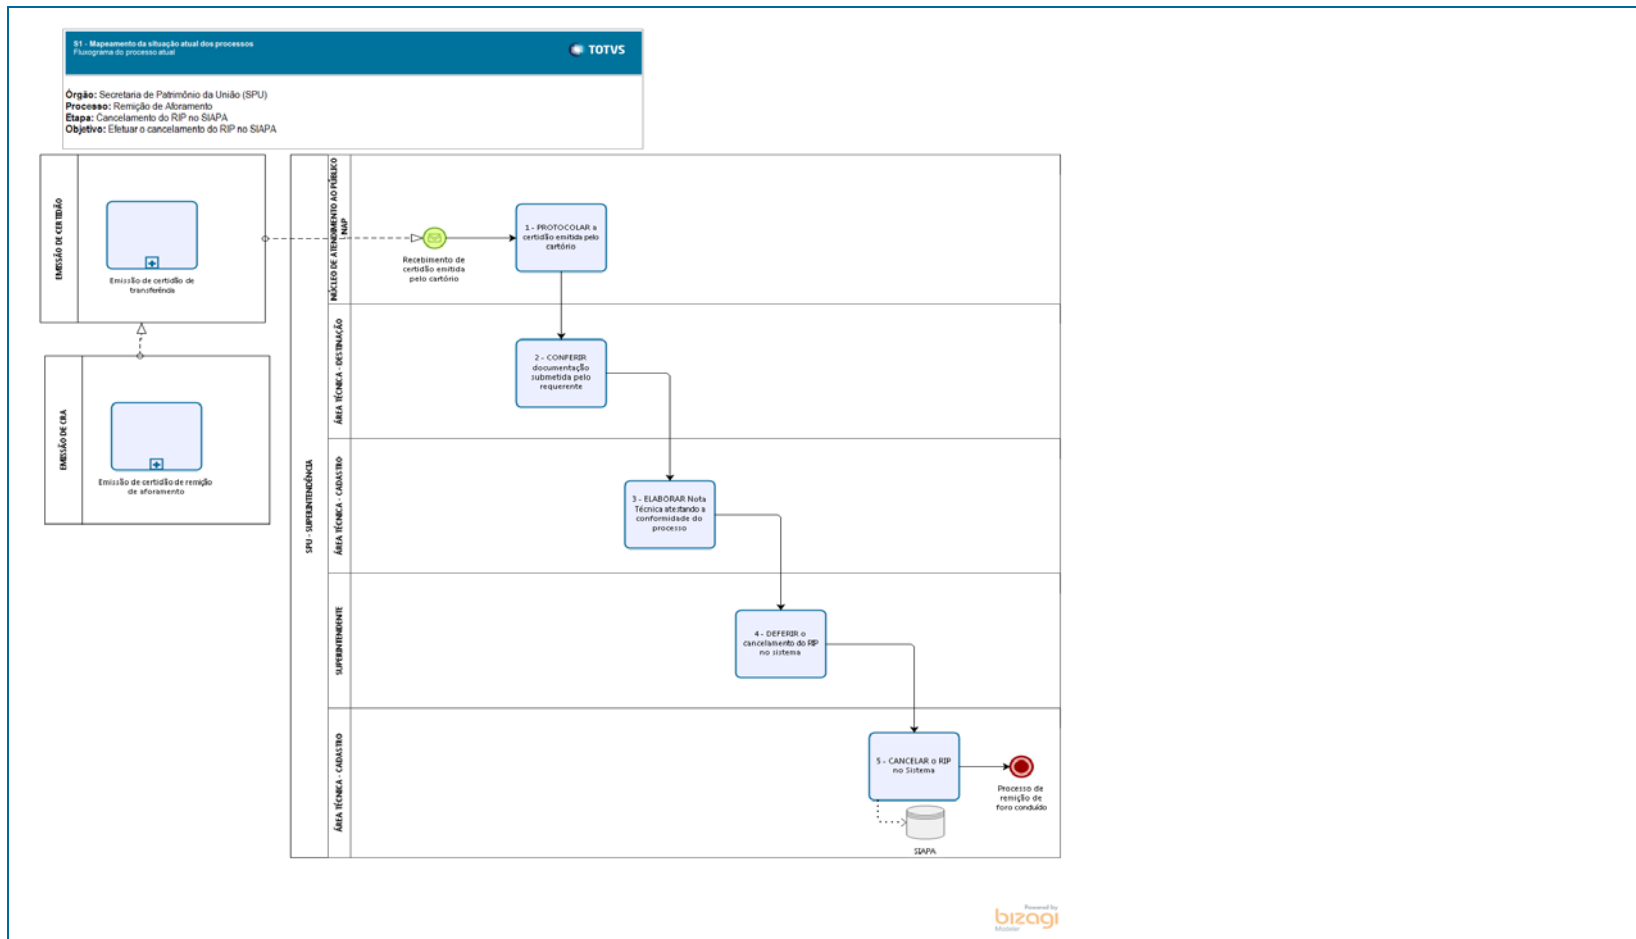 S1 - Mapeamento da situação atual dos processos
Fluxograma do processo atual
TOTVS
Órgão: Secretaria de Patrimônio da União (SPU)
Processo: Remição de Aforamento
Etapa: Cancelamento do RIP no SIAPA
Objetivo: Efetuar o cancelamento do RIP no SIAPA
EMISSÃO DE CERTIDÃO
Emissão de certidão de
transferência
EMISSÃO DE CRA
Emissão de certidão de remição
de aforamento
SPU - SUPERINTENDÊNCIA
NÚCLEO DE ATENDIMENTO AO PÚBLICO
NAP
Recebimento de
certidão emitida
pelo cartório
1 - PROTOCOLAR a
certidão emitida pelo
cartório
ÁREA TÉCNICA - DESTINAÇÃO
2 - CONFERIR
documentação
submetida pelo
requerente
ÁREA TÉCNICA - CADASTRO
3 - ELABORAR Nota
Técnica atestando a
conformidade do
processo
SUPERINTENDENTE
4 - DEFERIR o
cancelamento do RIP
no sistema
ÁREA TÉCNICA - CADASTRO
5 - CANCELAR o RIP
no Sistema
Processo de
remição de
foro concluído
SIAPA
Powered by
bizagi
Modeler